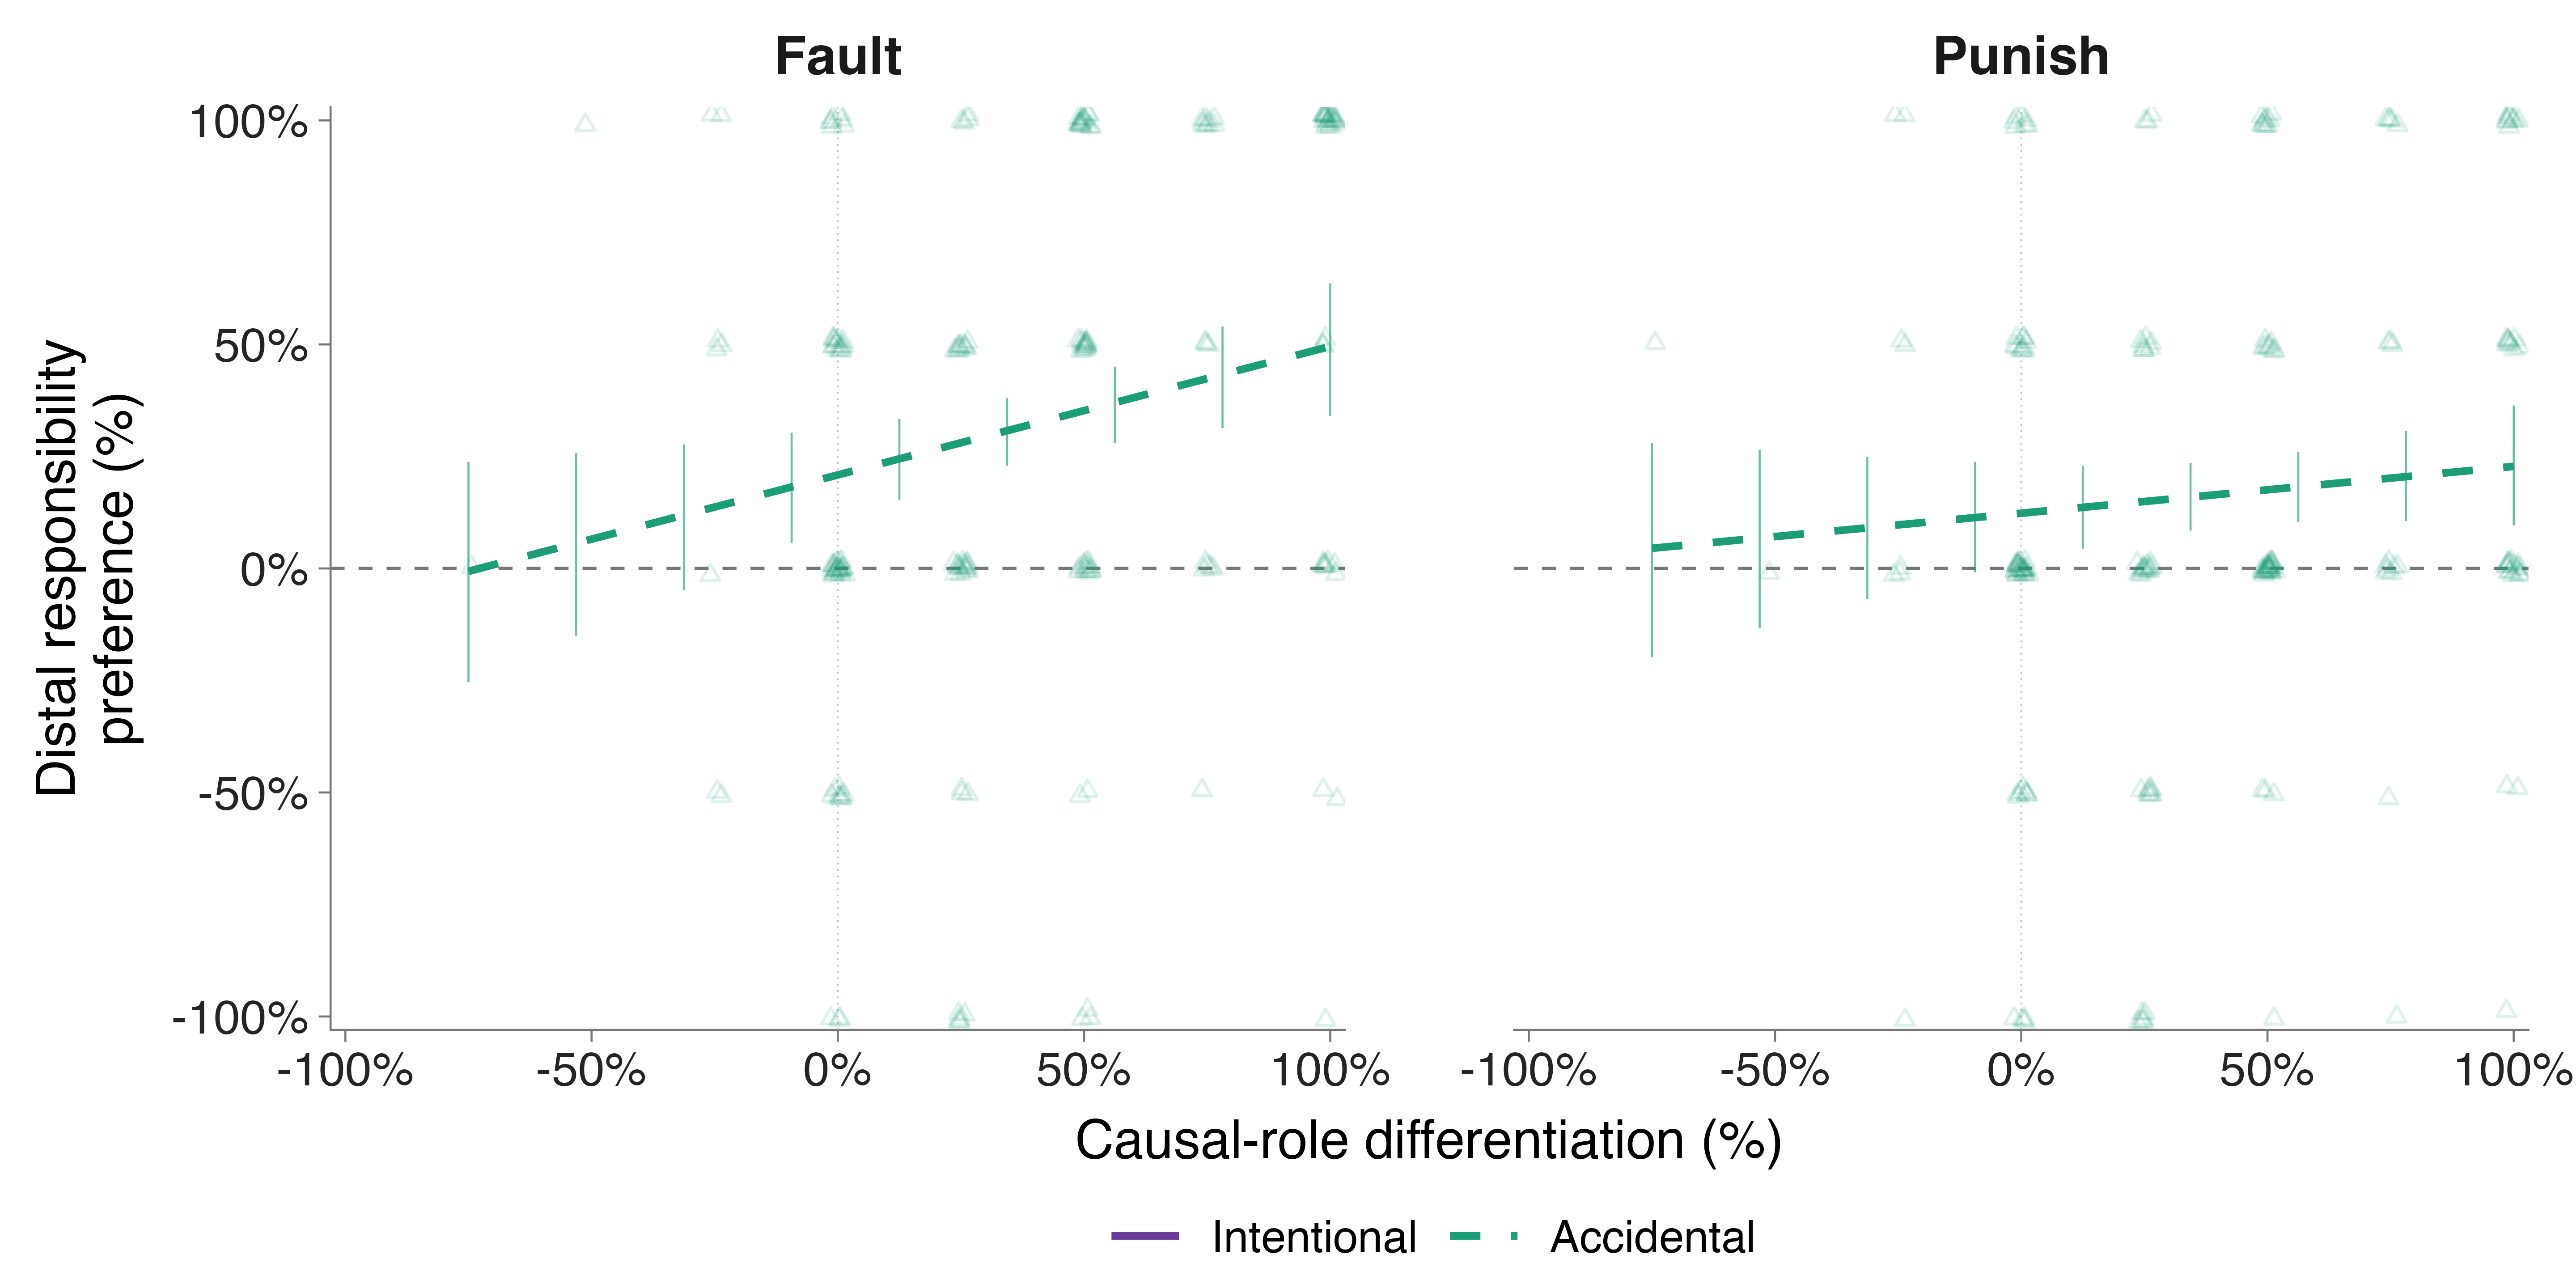 Fault
Punish
Distal responsibility
preference (%)
100%
50%
0%
-50%
-100%
-100%
-50%
0%
50%
100%
-100%
-50%
0%
50%
100%
Causal-role differentiation (%)
Intentional
Accidental